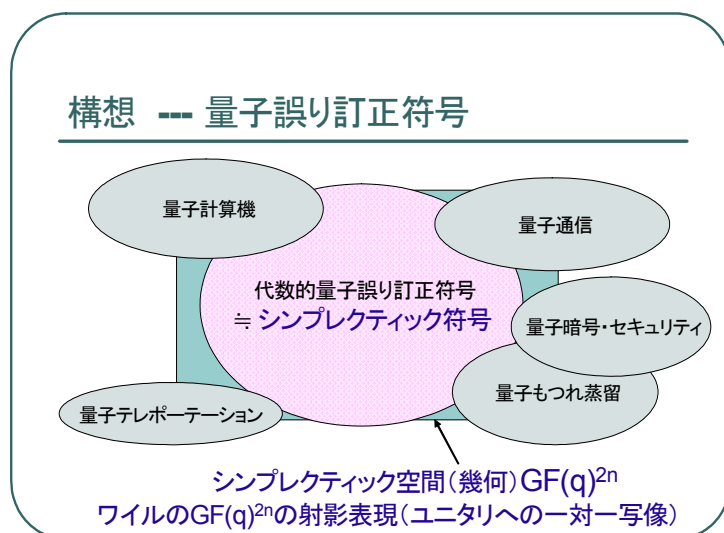 構想 --- 量子誤り訂正符号
量子計算機
量子通信
代数的量子誤り訂正符号
≒ シンプレクティック符号
量子暗号・セキュリティ
量子もつれ蒸留
量子テレポーテーション
シンプレクティック空間(幾何)GF(q)²ⁿ
ワイルのGF(q)²ⁿの射影表現(ユニタリへの一対一写像)